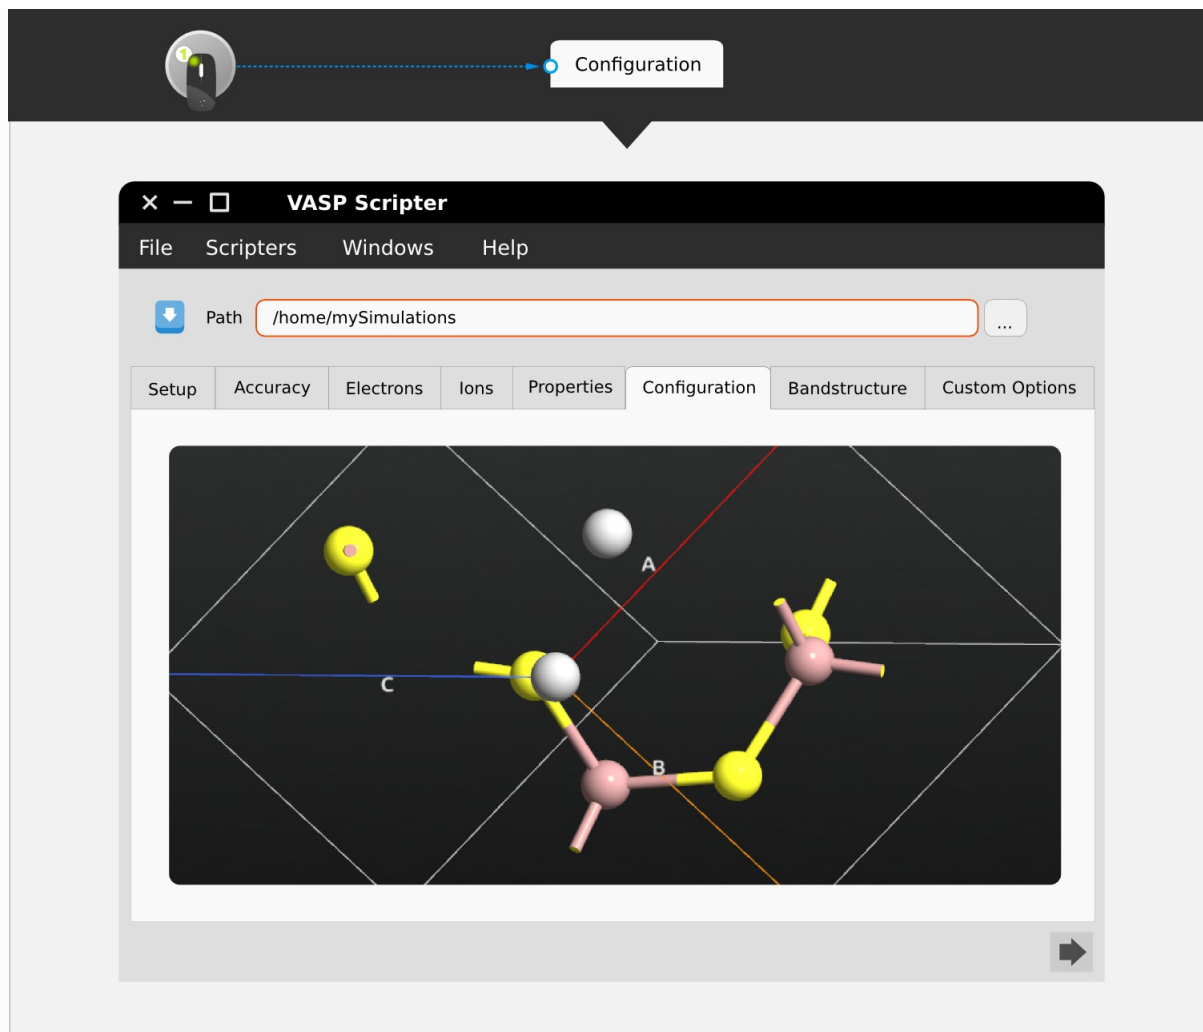 1
Configuration
VASP Scripter
File Scripters Windows Help
Path /home/mySimulations ...
Setup Accuracy Electrons Ions Properties Configuration Bandstructure Custom Options
A
C
B